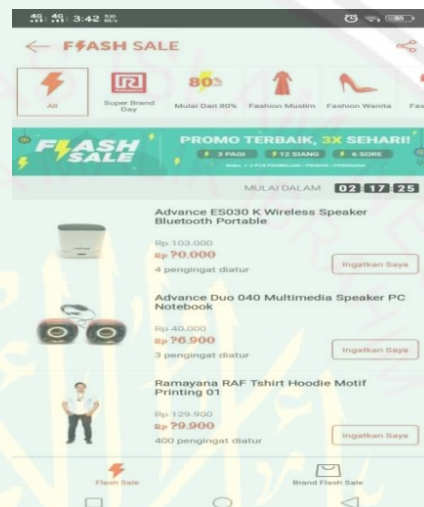 4G 4G 3:42
FLASH SALE
80%
All
Super Brand
Day
Mulai Dari 80%
Fashion Muslim
Fashion Wanita
Fas
FLASH
SALE
PROMO TERBAIK, 3X SEHARI!
3 PAGI
12 SIANG
6 SORE
MULAI DALAM 02 17 25
Advance ES030 K Wireless Speaker
Bluetooth Portable
Rp 103.000
Rp ?0.000
4 pengingat diatur
Ingatkan Saya
Advance Duo 040 Multimedia Speaker PC
Notebook
Rp 40.000
Rp ?6.900
3 pengingat diatur
Ingatkan Saya
Ramayana RAF Tshirt Hoodie Motif
Printing 01
Rp 129.900
Rp ?9.900
400 pengingat diatur
Ingatkan Saya
Flash Sale
Brand Flash Sale